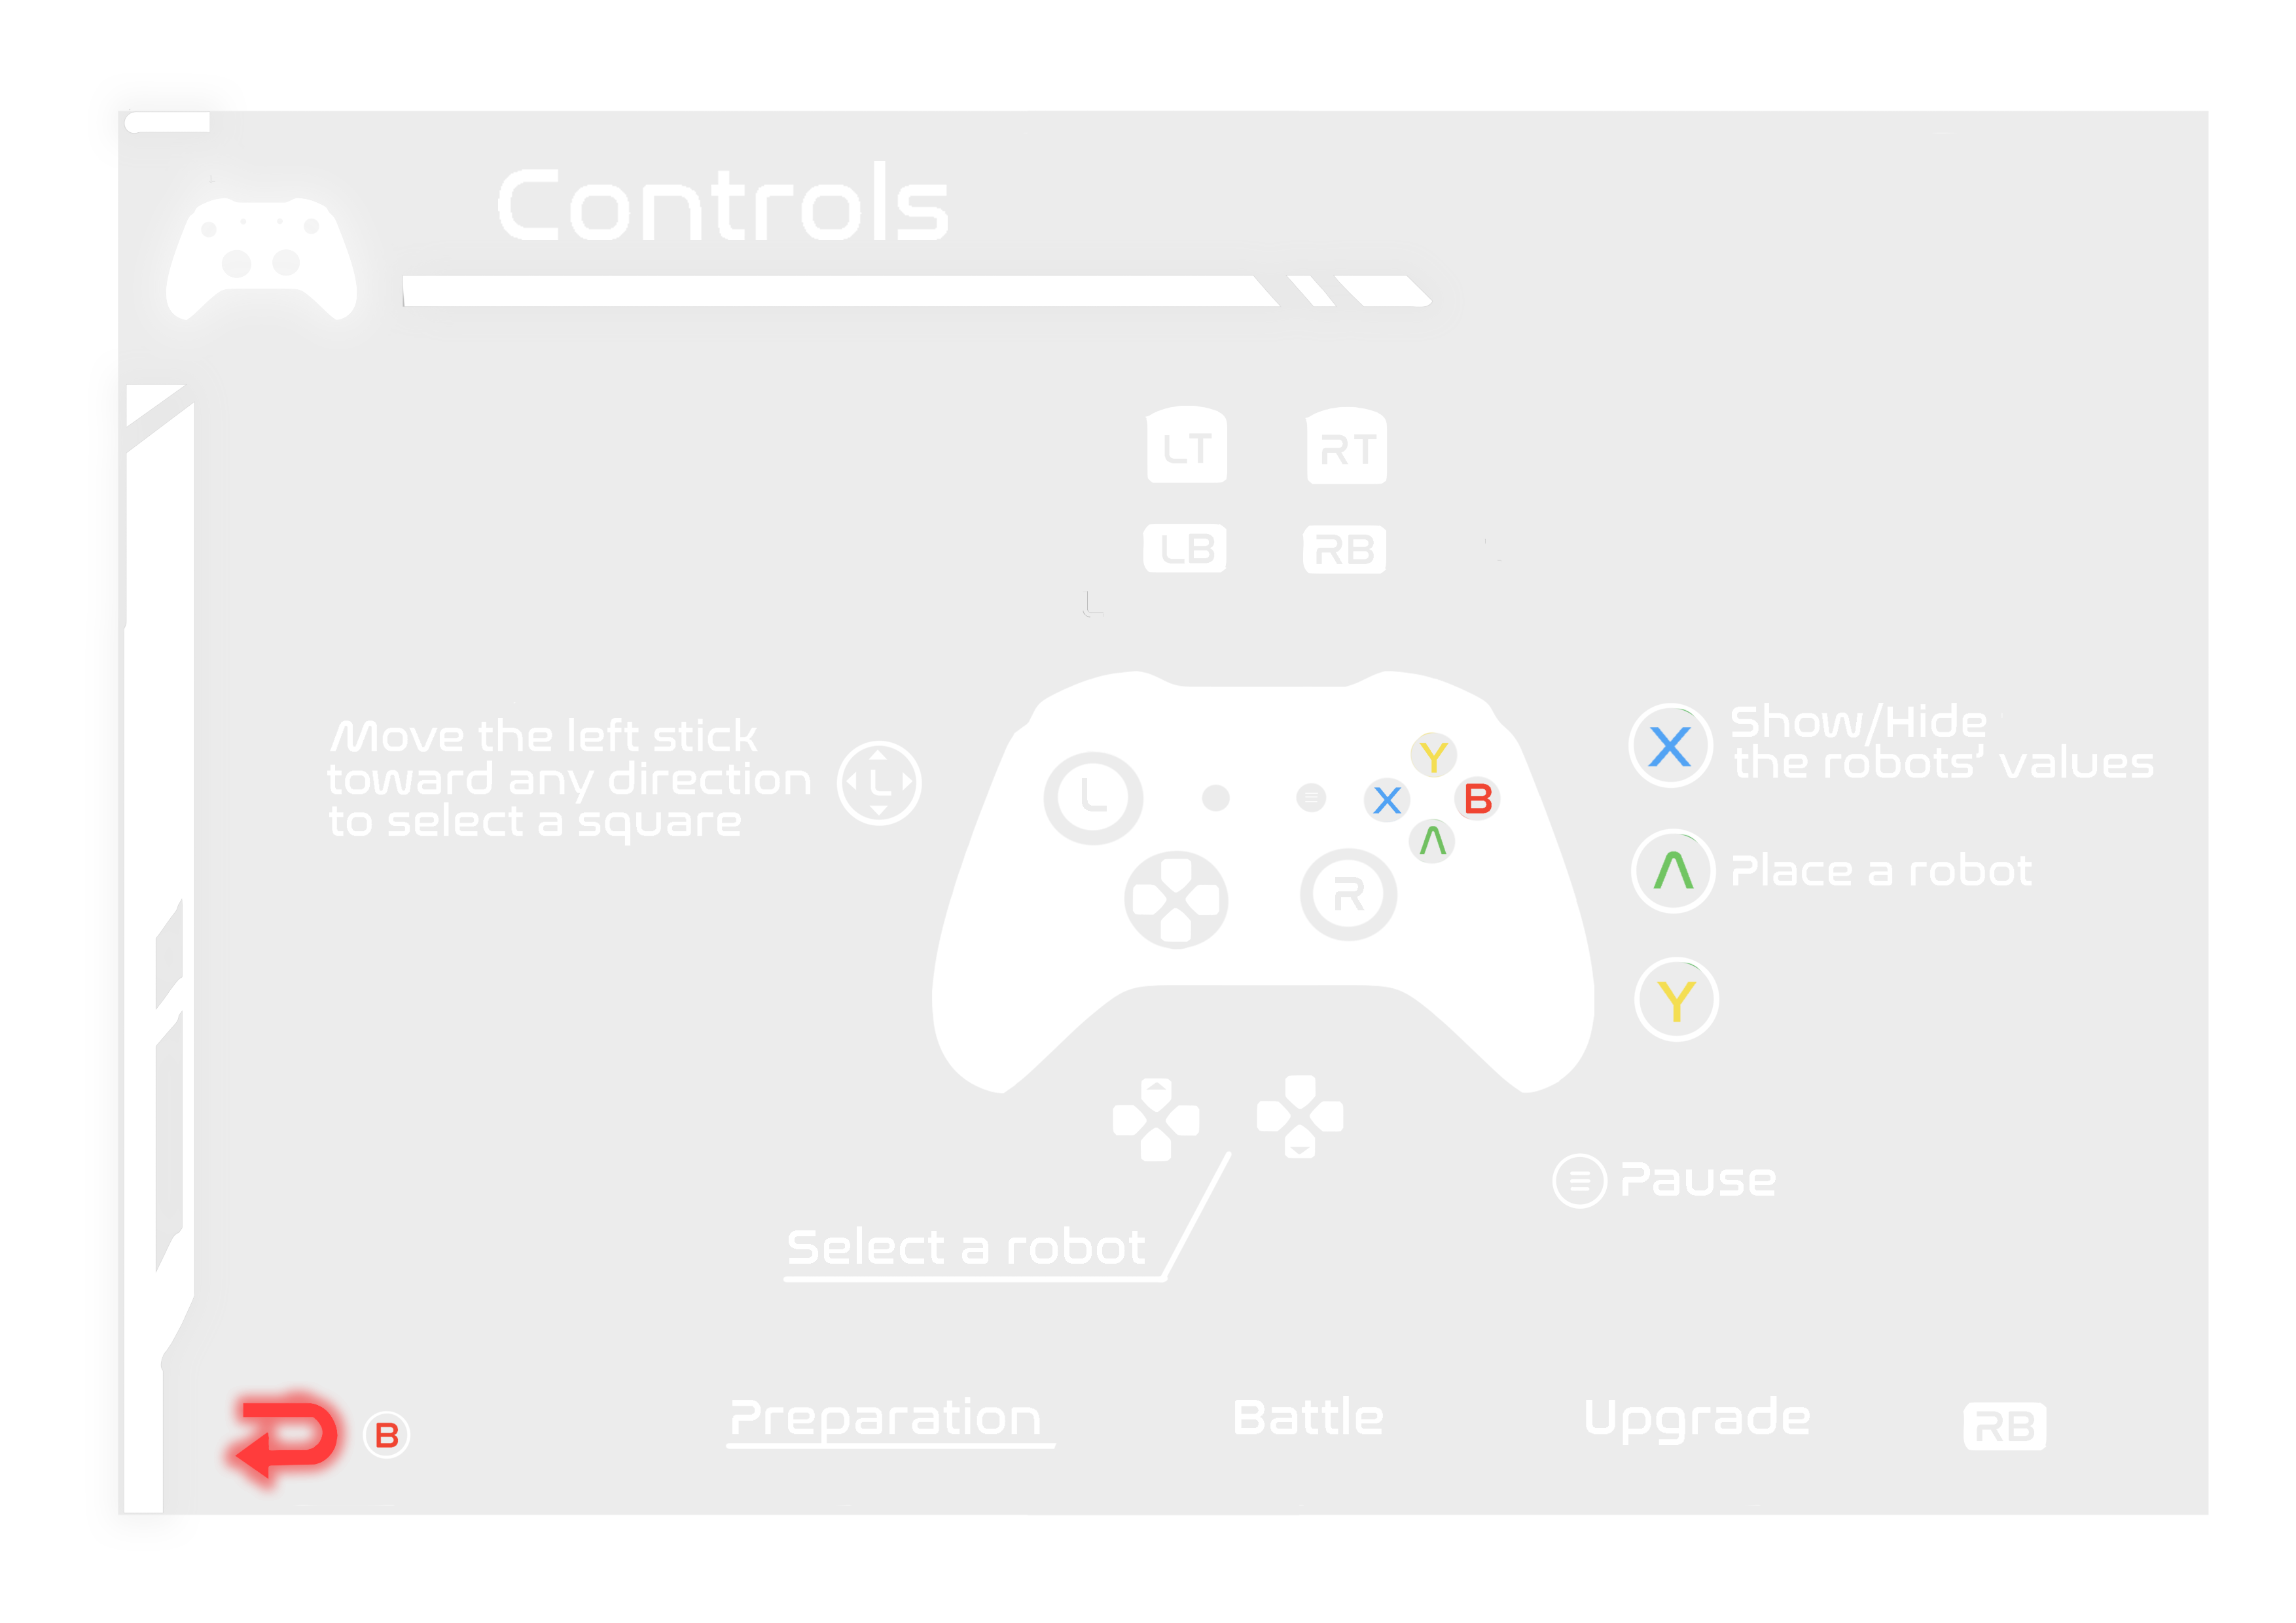 Controls
LT RT
LB RB
Move the left stick
toward any direction
to select a square
L
L
R
Y
X
B
A
X Show/Hide
the robots' values
A Place a robot
Y
Pause
Select a robot
B
Preparation Battle Upgrade RB